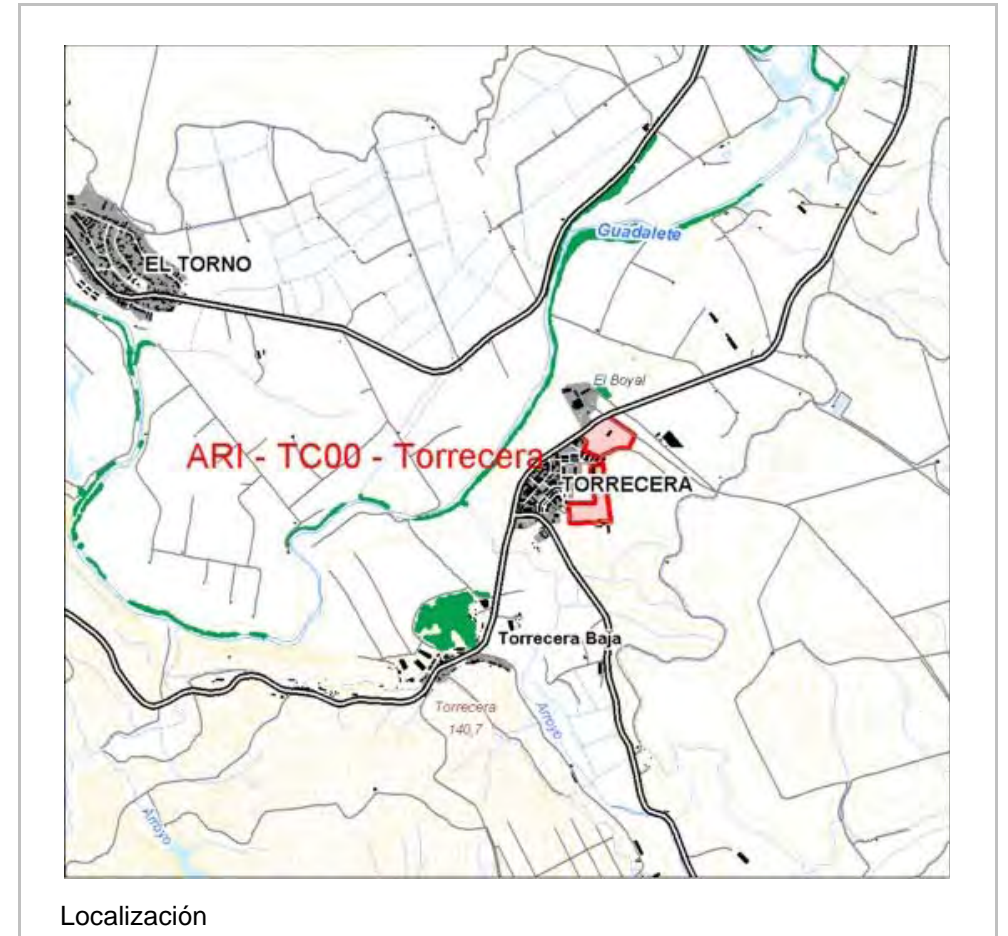 Guadalete
EL TORNO
El Boyal
ARI - TC00 - Torrecera
TORRECERA
Torrecera Baja
Torrecera
140,7
Arroyo
Arroyo
Localización